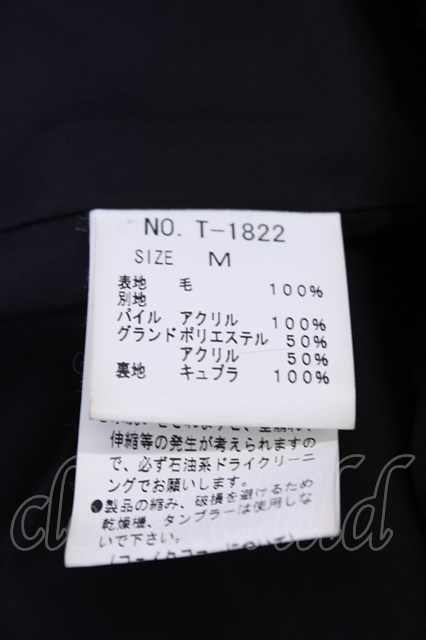 NO. T-1822
SIZE M
表地 毛 100%
別地
パイル アクリル 100%
グランドポリエステル 50%
アクリル 50%
裏地 キュプラ 100%
伸縮等の発生が考えられますの
で、必ず石油系ドライクリーニ
ングでお願いします。
●製品の縮み、破損を避けるため
乾燥機、タンブラーは使用しな
いで下さい。